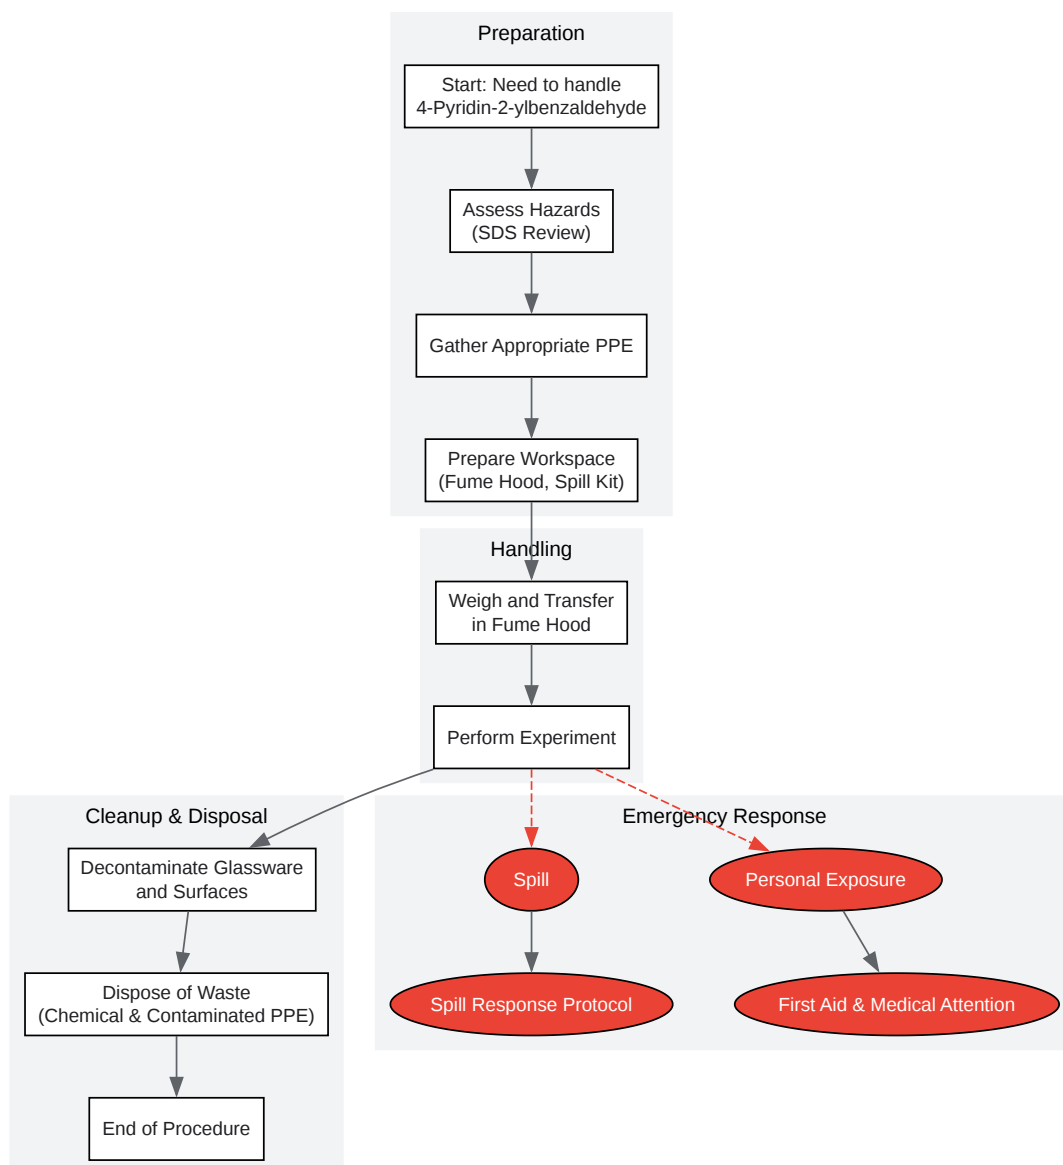 Preparation
Start: Need to handle
4-Pyridin-2-ylbenzaldehyde
Assess Hazards
(SDS Review)
Gather Appropriate PPE
Prepare Workspace
(Fume Hood, Spill Kit)
Handling
Weigh and Transfer
in Fume Hood
Perform Experiment
Cleanup & Disposal
Decontaminate Glassware
and Surfaces
Dispose of Waste
(Chemical & Contaminated PPE)
End of Procedure
Emergency Response
Spill
Personal Exposure
Spill Response Protocol
First Aid & Medical Attention